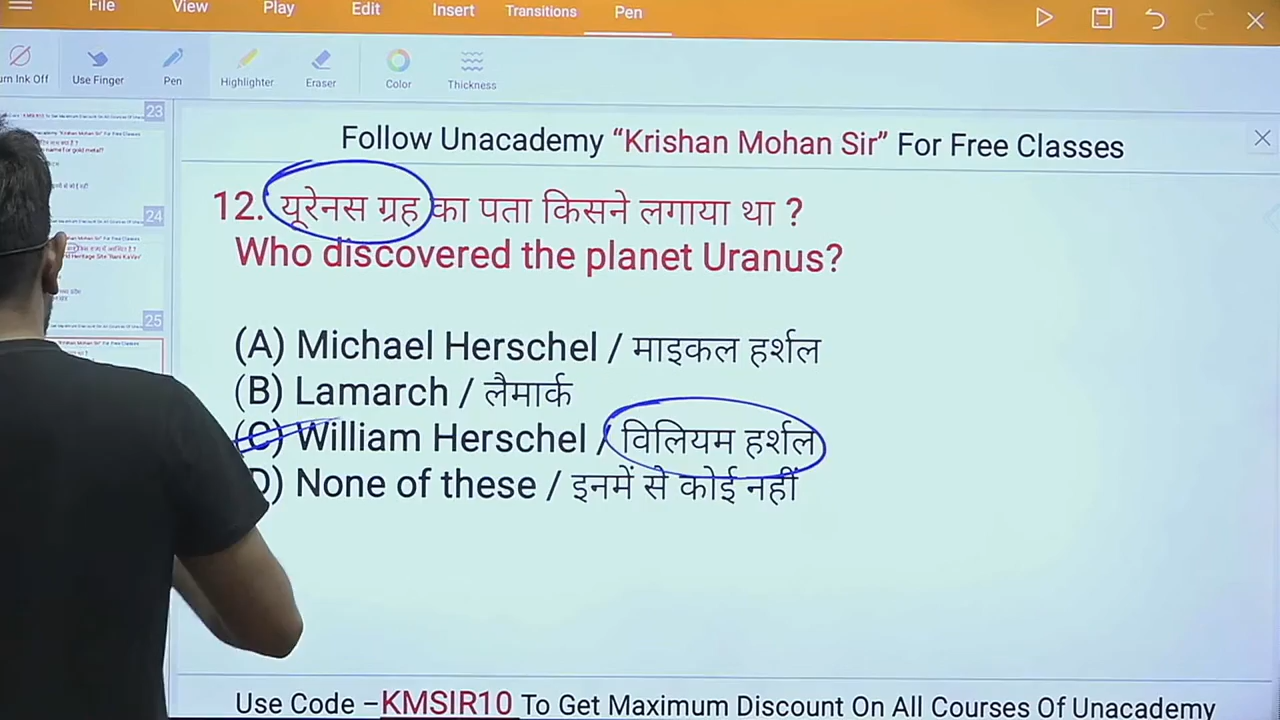 File View Play Edit Insert Transitions Pen
Use Finger Pen Highlighter Eraser Color Thickness
23
24
25
Follow Unacademy “Krishan Mohan Sir” For Free Classes
12. यूरेनस ग्रह का पता किसने लगाया था ?
Who discovered the planet Uranus?
(A) Michael Herschel / माइकल हर्शल
(B) Lamarch / लैमार्क
(C) William Herschel / विलियम हर्शल
D) None of these / इनमें से कोई नहीं
Use Code –KMSIR10 To Get Maximum Discount On All Courses Of Unacademy